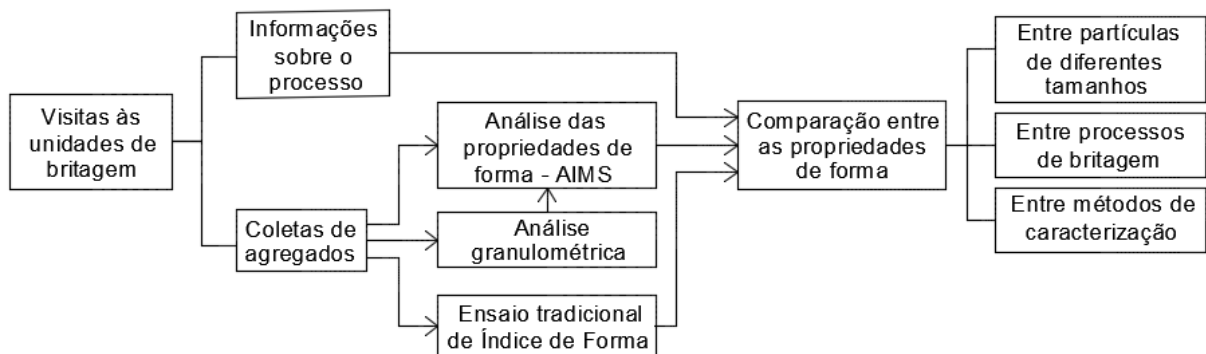 Visitas às
unidades de
britagem
Informações
sobre o
processo
Coletas de
agregados
Análise das
propriedades de
forma - AIMS
Análise
granulométrica
Ensaio tradicional
de Índice de Forma
Comparação entre
as propriedades
de forma
Entre partículas
de diferentes
tamanhos
Entre processos
de britagem
Entre métodos de
caracterização